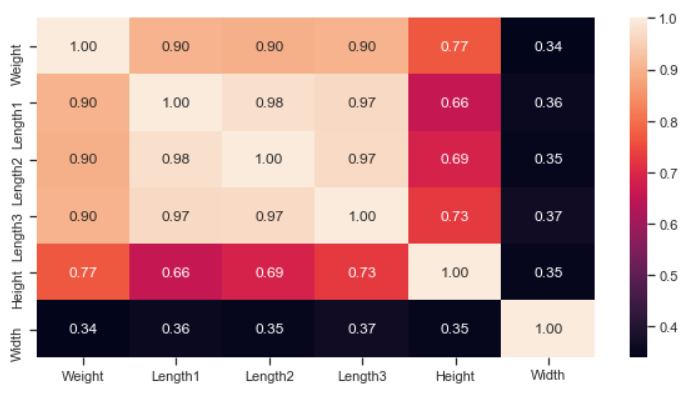 Weight 1.00 0.90 0.90 0.90 0.77 0.34
Length1 0.90 1.00 0.98 0.97 0.66 0.36
Length2 0.90 0.98 1.00 0.97 0.69 0.35
Length3 0.90 0.97 0.97 1.00 0.73 0.37
Height 0.77 0.66 0.69 0.73 1.00 0.35
Width 0.34 0.36 0.35 0.37 0.35 1.00
Weight Length1 Length2 Length3 Height Width
1.0
0.9
0.8
0.7
0.6
0.5
0.4